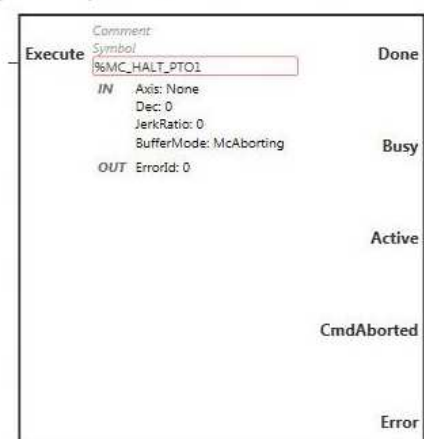 Comment
Execute
Symbol
Done
%MC_HALT_PTO1
IN
Axis: None
Dec: 0
JerkRatio: 0
BufferMode: McAborting
Busy
OUT
ErrorId: 0
Active
CmdAborted
Error